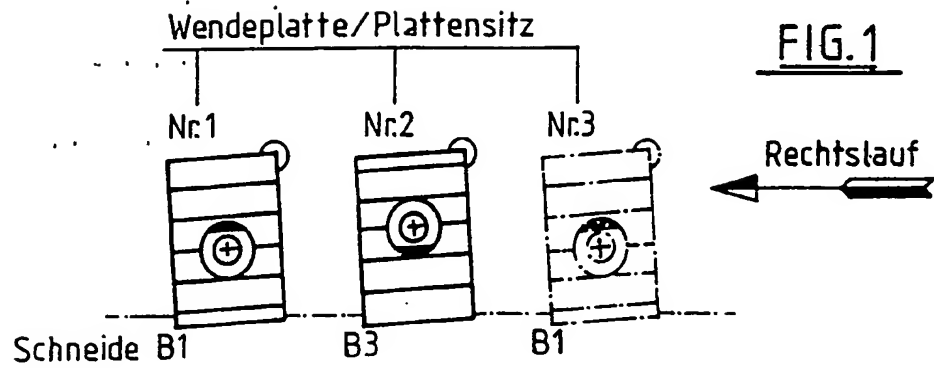 Wendeplatte/Plattensitz
FIG.1
Nr.1 Nr.2 Nr.3
Rechtslauf
Schneide B1 B3 B1